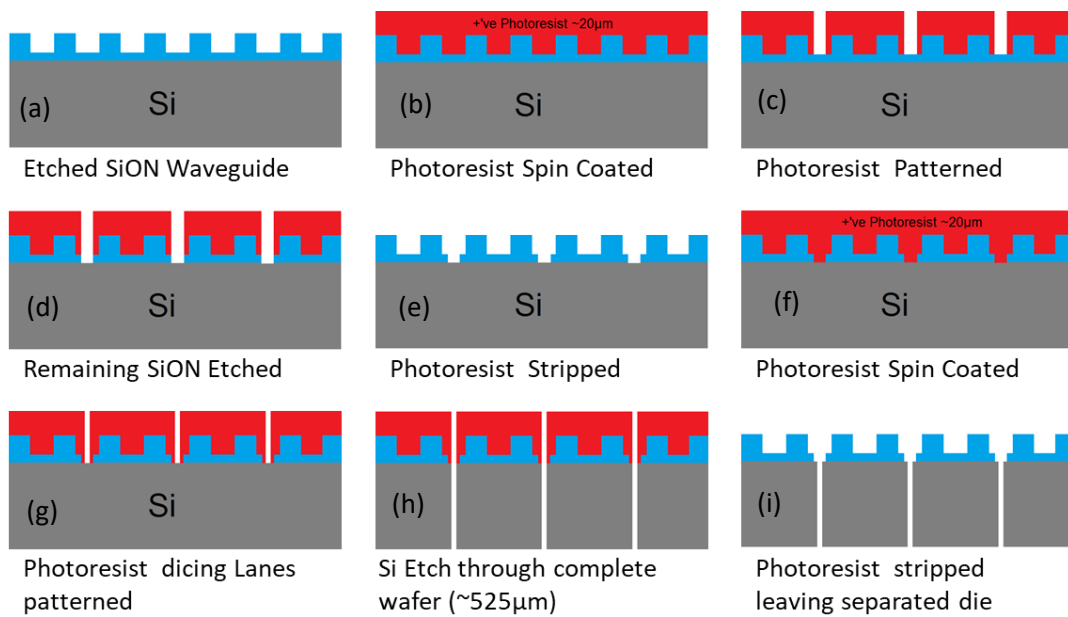 +'ve Photoresist ~20µm
(a) Si
Etched SiON Waveguide
(b) Si
Photoresist Spin Coated
(c) Si
Photoresist Patterned
(d) Si
Remaining SiON Etched
(e) Si
Photoresist Stripped
+'ve Photoresist ~20µm
(f) Si
Photoresist Spin Coated
(g) Si
Photoresist dicing Lanes
patterned
(h)
Si Etch through complete
wafer (~525µm)
(i)
Photoresist stripped
leaving separated die